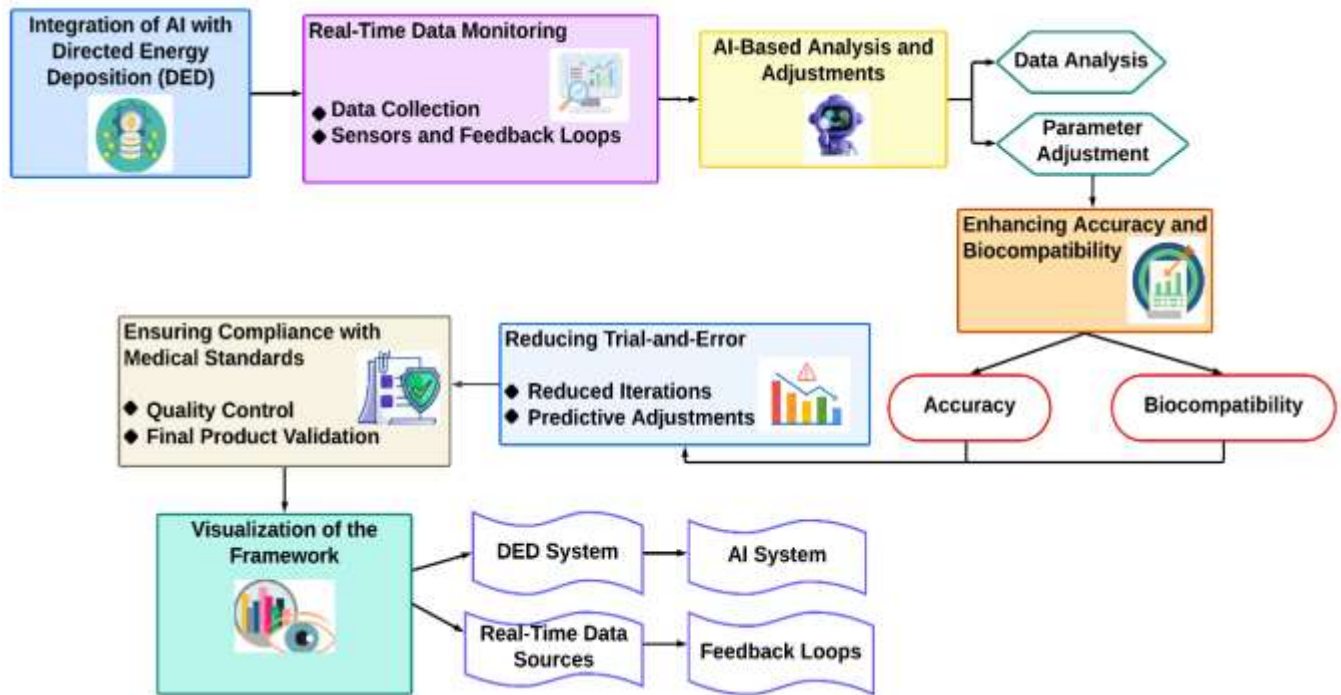 Integration of AI with
Directed Energy
Deposition (DED)
Real-Time Data Monitoring
◆ Data Collection
◆ Sensors and Feedback Loops
AI-Based Analysis and
Adjustments
Data Analysis
Parameter
Adjustment
Enhancing Accuracy and
Biocompatibility
Accuracy
Biocompatibility
Reducing Trial-and-Error
◆ Reduced Iterations
◆ Predictive Adjustments
Ensuring Compliance with
Medical Standards
◆ Quality Control
◆ Final Product Validation
Visualization of the
Framework
DED System
AI System
Real-Time Data
Sources
Feedback Loops